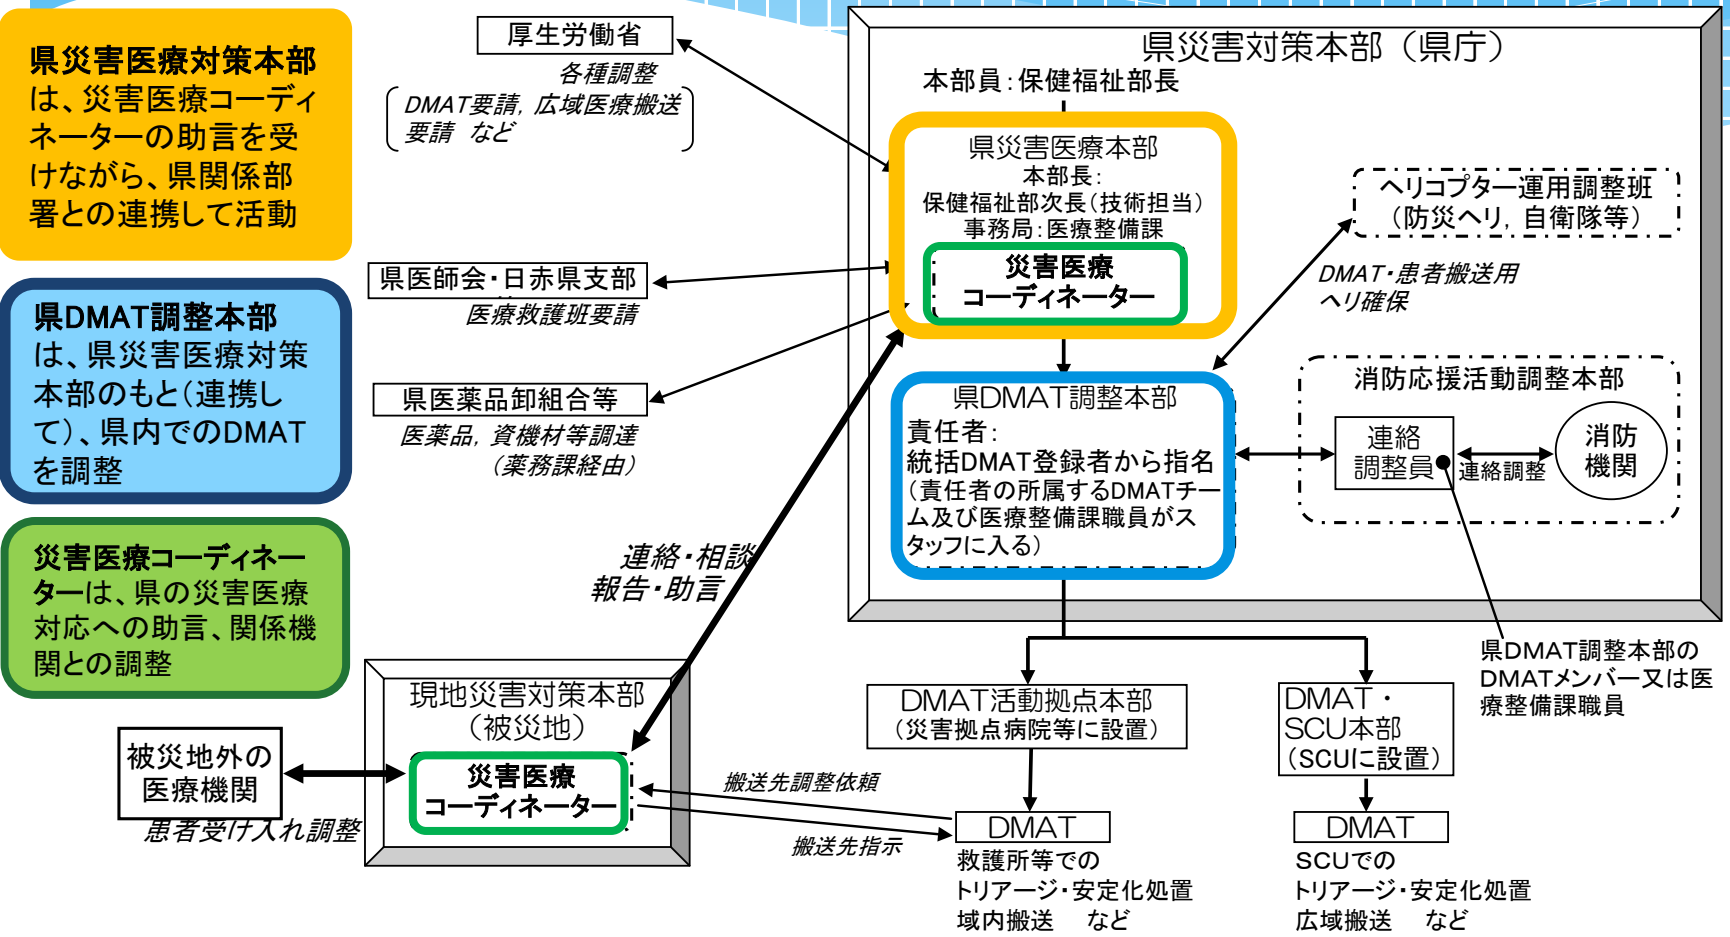 県災害医療対策本部
は、災害医療コーディ
ネーターの助言を受
けながら、県関係部
署との連携して活動
県DMAT調整本部
は、県災害医療対策
本部のもと（連携し
て）、県内でのDMAT
を調整
災害医療コーディネー
ターは、県の災害医療
対応への助言、関係機
関との調整
厚生労働省
各種調整
DMAT要請，広域医療搬送
要請　など
県医師会・日赤県支部
医療救護班要請
県医薬品卸組合等
医薬品，資機材等調達
（薬務課経由）
連絡・相談
報告・助言
県災害対策本部（県庁）
本部員：保健福祉部長
県災害医療本部
本部長：
保健福祉部次長（技術担当）
事務局：医療整備課
災害医療
コーディネーター
ヘリコプター運用調整班
（防災ヘリ，自衛隊等）
DMAT・患者搬送用
ヘリ確保
県DMAT調整本部
責任者：
統括DMAT登録者から指名
（責任者の所属するDMATチー
ム及び医療整備課職員がス
タッフに入る）
消防応援活動調整本部
連絡
調整員
連絡調整
消防
機関
県DMAT調整本部の
DMATメンバー又は医
療整備課職員
現地災害対策本部
（被災地）
災害医療
コーディネーター
被災地外の
医療機関
患者受け入れ調整
搬送先調整依頼
搬送先指示
DMAT活動拠点本部
（災害拠点病院等に設置）
DMAT
救護所等での
トリアージ・安定化処置
域内搬送　など
DMAT・
SCU本部
（SCUに設置）
DMAT
SCUでの
トリアージ・安定化処置
広域搬送　など